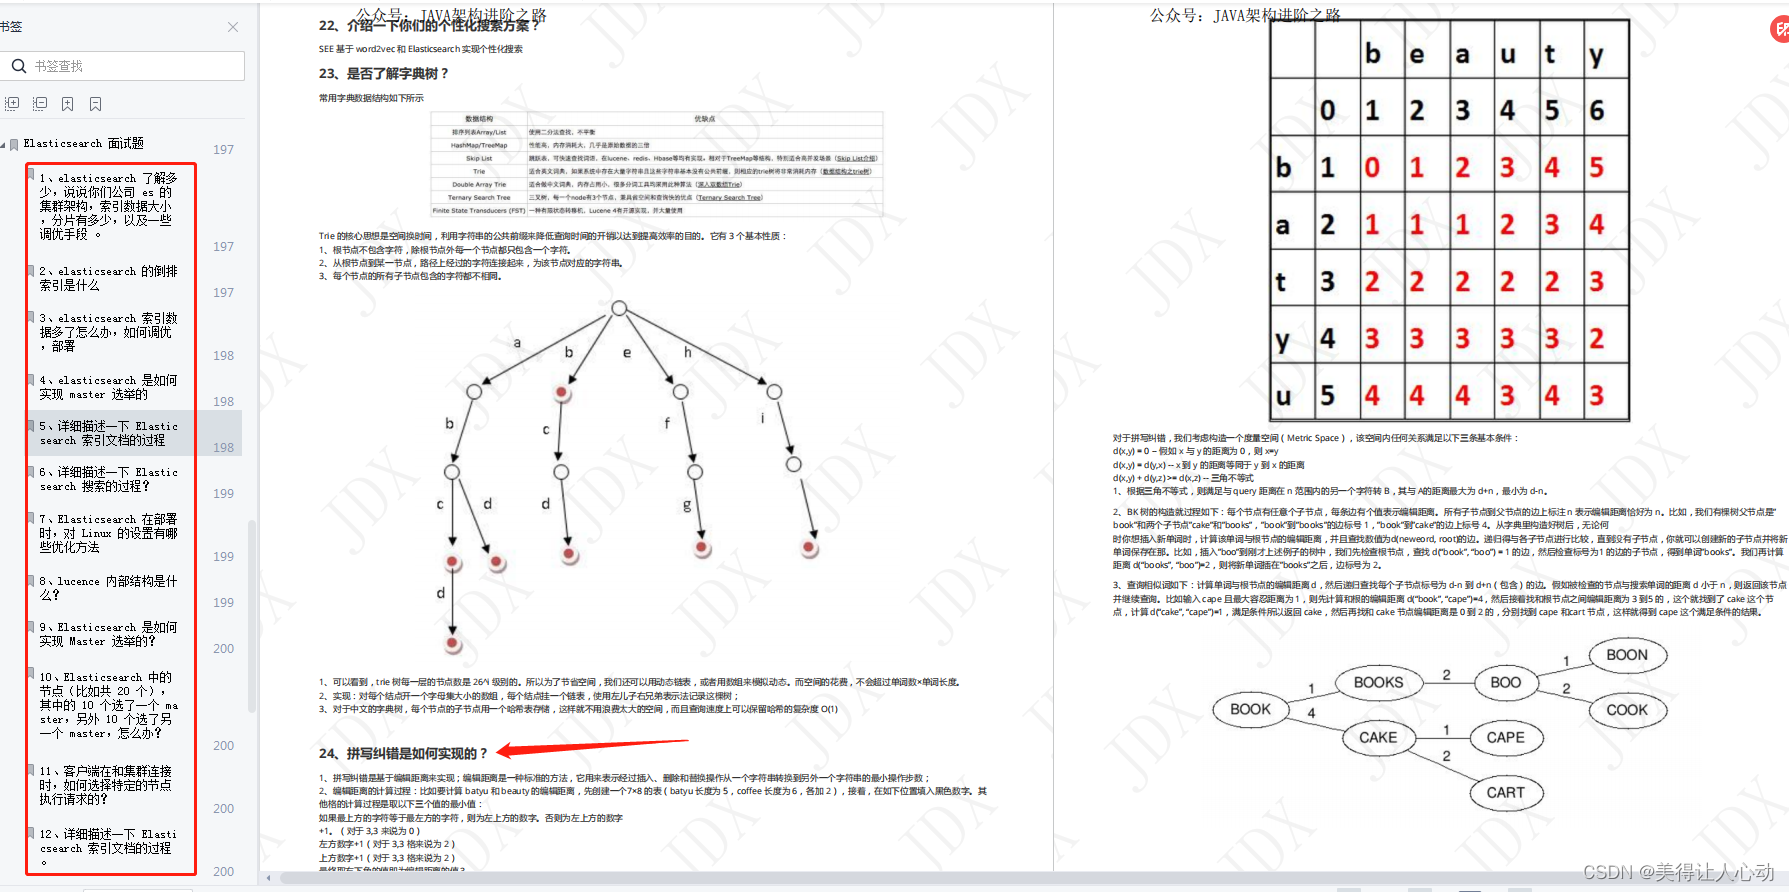 书签
书签查找
Elasticsearch 面试题 197
1、elasticsearch 了解多
少，说说你们公司 es 的
集群架构，索引数据大小
，分片有多少，以及一些
调优手段 。 197
2、elasticsearch 的倒排
索引是什么 197
3、elasticsearch 索引数
据多了怎么办，如何调优
，部署 198
4、elasticsearch 是如何
实现 master 选举的 198
5、详细描述一下 Elastic
search 索引文档的过程 198
6、详细描述一下 Elastic
search 搜索的过程？ 199
7、Elasticsearch 在部署
时，对 Linux 的设置有哪
些优化方法 199
8、lucence 内部结构是什
么？ 199
9、Elasticsearch 是如何
实现 Master 选举的？ 200
10、Elasticsearch 中的
节点（比如共 20 个），
其中的 10 个选了一个 ma
ster，另外 10 个选了另
一个 master，怎么办？ 200
11、客户端在和集群连接
时，如何选择特定的节点
执行请求的？ 200
12、详细描述一下 Elasti
csearch 索引文档的过程
。 200
公众号：JAVA架构进阶之路
22、介绍一下你们的个性化搜索方案？
SEE 基于 word2vec 和 Elasticsearch 实现个性化搜索
23、是否了解字典树？
常用字典数据结构如下所示
数据结构 优缺点
排序列表Array/List 使用二分法查找，不平衡
HashMap/TreeMap 性能高，内存消耗大，几乎是原始数据的三倍
Skip List 跳跃表，可快速查找词语，在lucene、redis、Hbase等均有实现。相对于TreeMap等结构，特别适合高并发场景（Skip List介绍）
Trie 适合英文词典，如果系统中存在大量字符串且这些字符串基本没有公共前缀，则相应的trie树将非常消耗内存（数据结构之trie树）
Double Array Trie 适合做中文词典，内存占用小，很多分词工具均采用此种算法（深入双数组Trie）
Ternary Search Tree 三叉树，每一个node有3个节点，兼具省空间和查询快的优点（Ternary Search Tree）
Finite State Transducers (FST) 一种有限状态转移机，Lucene 4有开源实现，并大量使用
Trie 的核心思想是空间换时间，利用字符串的公共前缀来降低查询时间的开销以达到提高效率的目的。它有 3 个基本性质：
1、根节点不包含字符，除根节点外每一个节点都只包含一个字符。
2、从根节点到某一节点，路径上经过的字符连接起来，为该节点对应的字符串。
3、每个节点的所有子节点包含的字符都不相同。
a b e h
b c f i
c d d g
d
1、可以看到，trie 树每一层的节点数是 26^i 级别的。所以为了节省空间，我们还可以用动态链表，或者用数组来模拟动态。而空间的花费，不会超过单词数×单词长度。
2、实现：对每个结点开一个字母集大小的数组，每个结点挂一个链表，使用左儿子右兄弟表示法记录这棵树；
3、对于中文的字典树，每个节点的子节点用一个哈希表存储，这样就不用浪费太大的空间，而且查询速度上可以保留哈希的复杂度 O(1)
24、拼写纠错是如何实现的？
1、拼写纠错是基于编辑距离来实现；编辑距离是一种标准的方法，它用来表示经过插入、删除和替换操作从一个字符串转换到另外一个字符串的最小操作步数；
2、编辑距离的计算过程：比如要计算 batyu 和 beauty 的编辑距离，先创建一个7×8 的表（batyu 长度为 5，coffee 长度为 6，各加 2），接着，在如下位置填入黑色数字。其
他格的计算过程是取以下三个值的最小值：
如果最上方的字符等于最左方的字符，则为左上方的数字。否则为左上方的数字
+1。（对于 3,3 来说为 0）
左方数字+1（对于 3,3 格来说为 2）
上方数字+1（对于 3,3 格来说为 2）
公众号：JAVA架构进阶之路
印
b e a u t y
0 1 2 3 4 5 6
b 1 0 1 2 3 4 5
a 2 1 1 1 2 3 4
t 3 2 2 2 2 2 3
y 4 3 3 3 3 3 2
u 5 4 4 4 3 4 3
对于拼写纠错，我们考虑构造一个度量空间（Metric Space），该空间内任何关系满足以下三条基本条件：
d(x,y) = 0 -- 假如 x 与 y 的距离为 0，则 x=y
d(x,y) = d(y,x) -- x 到 y 的距离等同于 y 到 x 的距离
d(x,y) + d(y,z) >= d(x,z) -- 三角不等式
1、根据三角不等式，则满足与 query 距离在 n 范围内的另一个字符转 B，其与 A的距离最大为 d+n，最小为 d-n。
2、BK 树的构造就过程如下：每个节点有任意个子节点，每条边有个值表示编辑距离。所有子节点到父节点的边上标注 n 表示编辑距离恰好为 n。比如，我们有棵树父节点是"
book"和两个子节点"cake"和"books"，"book"到"books"的边标号 1，"book"到"cake"的边上标号 4。从字典里构造好树后，无论何
时你想插入新单词时，计算该单词与根节点的编辑距离，并且查找数值为d(neweord, root)的边。递归得与各子节点进行比较，直到没有子节点，你就可以创建新的子节点并将新
单词保存在那。比如，插入"boo"到刚才上述例子的树中，我们先检查根节点，查找 d("book", "boo") = 1 的边，然后检查标号为1 的边的子节点，得到单词"books"。我们再计算
距离 d("books", "boo")=2，则将新单词插在"books"之后，边标号为 2。
3、查询相似词如下：计算单词与根节点的编辑距离 d，然后递归查找每个子节点标号为 d-n 到 d+n（包含）的边。假如被检查的节点与搜索单词的距离 d 小于 n，则返回该节点
并继续查询。比如输入 cape 且最大容忍距离为 1，则先计算和根的编辑距离 d("book", "cape")=4，然后接着找和根节点之间编辑距离为 3 到5 的，这个就找到了 cake 这个节
点，计算 d("cake", "cape")=1，满足条件所以返回 cake，然后再找和 cake 节点编辑距离是 0 到 2 的，分别找到 cape 和cart 节点，这样就得到 cape 这个满足条件的结果。
BOOK 1 BOOKS 2 BOO 1 BOON
2 COOK
4 CAKE 1 CAPE
2 CART
JDX
CSDN @美得让人心动